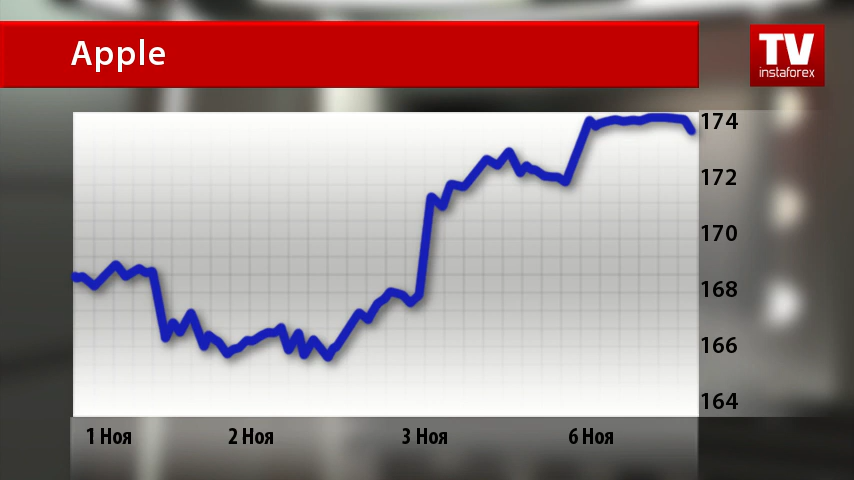 Apple
TV
instaforex
174
172
170
168
166
164
1 Ноя 2 Ноя 3 Ноя 6 Ноя